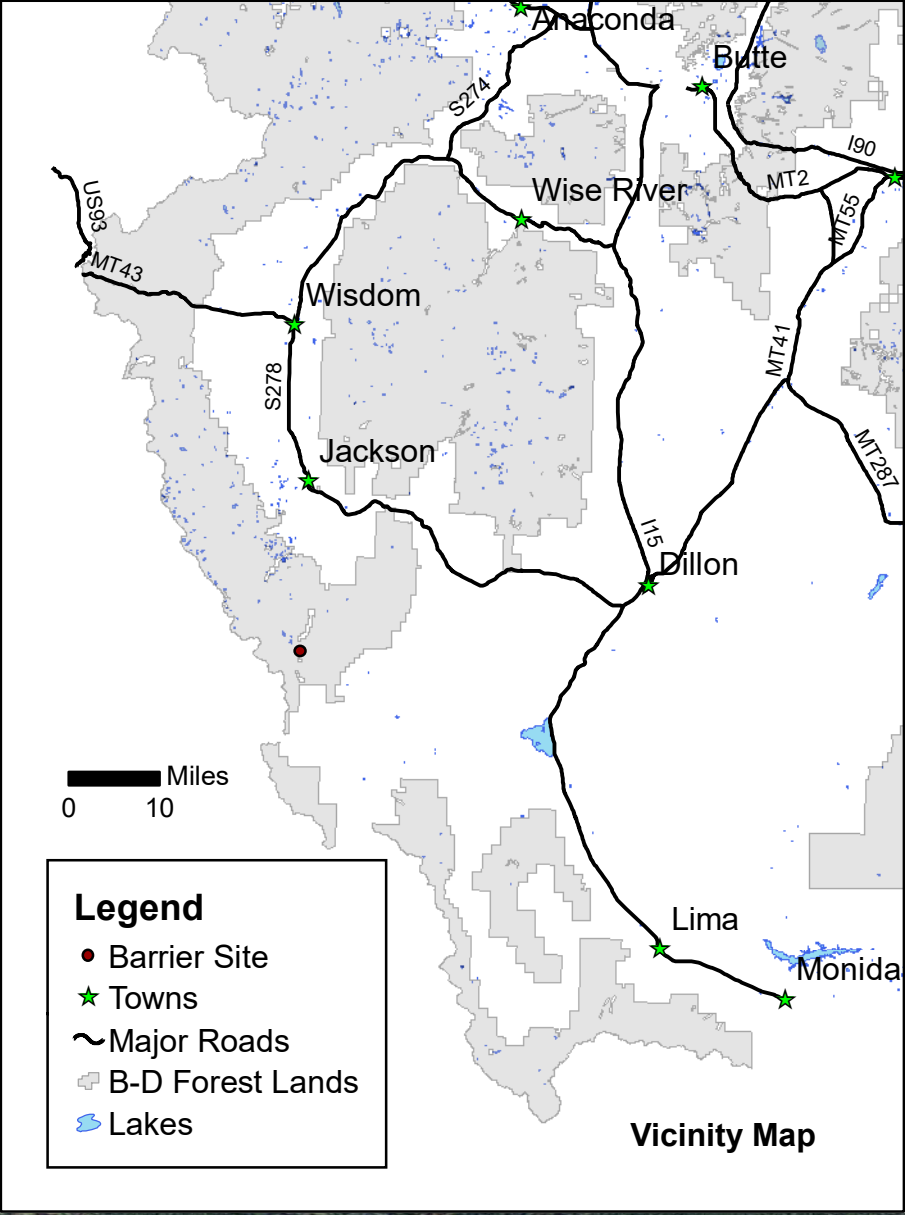 Anaconda
Butte
S274
I90
MT2
Wise River
MT55
US93
MT43
Wisdom
MT41
S278
MT287
Jackson
I15
Dillon
Miles
0 10
Lima
Monida
Legend
Barrier Site
Towns
Major Roads
B-D Forest Lands
Lakes
Vicinity Map